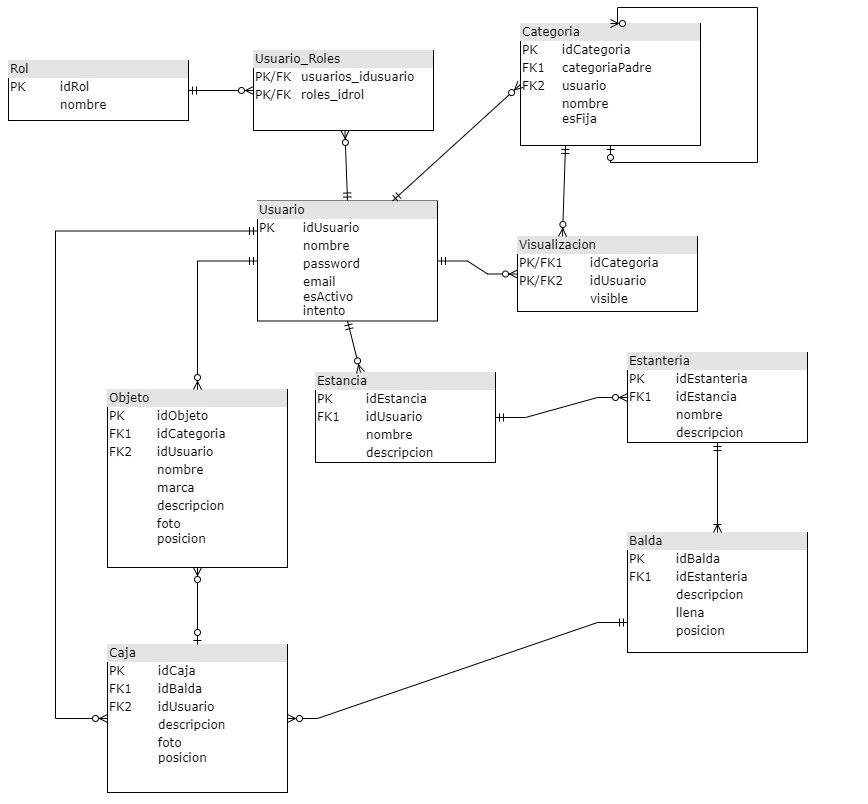 Rol
PK idRol
nombre
Usuario_Roles
PK/FK usuarios_idusuario
PK/FK roles_idrol
Categoria
PK idCategoria
FK1 categoriaPadre
FK2 usuario
nombre
esFija
Usuario
PK idUsuario
nombre
password
email
esActivo
intento
Visualizacion
PK/FK1 idCategoria
PK/FK2 idUsuario
visible
Estancia
PK idEstancia
FK1 idUsuario
nombre
descripcion
Estanteria
PK idEstanteria
FK1 idEstancia
nombre
descripcion
Objeto
PK idObjeto
FK1 idCategoria
FK2 idUsuario
nombre
marca
descripcion
foto
posicion
Balda
PK idBalda
FK1 idEstanteria
descripcion
llena
posicion
Caja
PK idCaja
FK1 idBalda
FK2 idUsuario
descripcion
foto
posicion